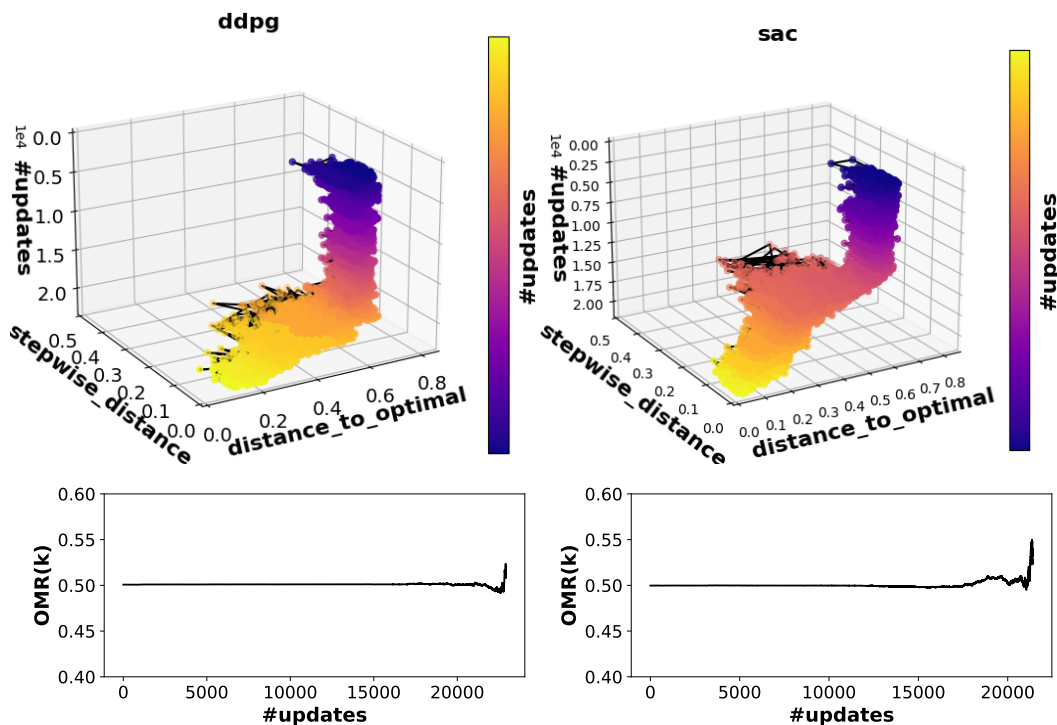 ddpg
0.0
0.5
1.0
1.5
2.0
1e4
#updates
0.5
0.4
0.3
0.2
0.1
0.0
stepwise_distance
0.0
0.2
0.4
0.6
0.8
distance_to_optimal
#updates
sac
0.00
0.25
0.50
0.75
1.00
1.25
1.50
1.75
2.00
1e4
#updates
0.5
0.4
0.3
0.2
0.1
0.0
stepwise_distance
0.0 0.1 0.2 0.3 0.4 0.5 0.6 0.7 0.8
distance_to_optimal
#updates
0.60
0.55
0.50
0.45
0.40
OMR(k)
0 5000 10000 15000 20000
#updates
0.60
0.55
0.50
0.45
0.40
OMR(k)
0 5000 10000 15000 20000
#updates